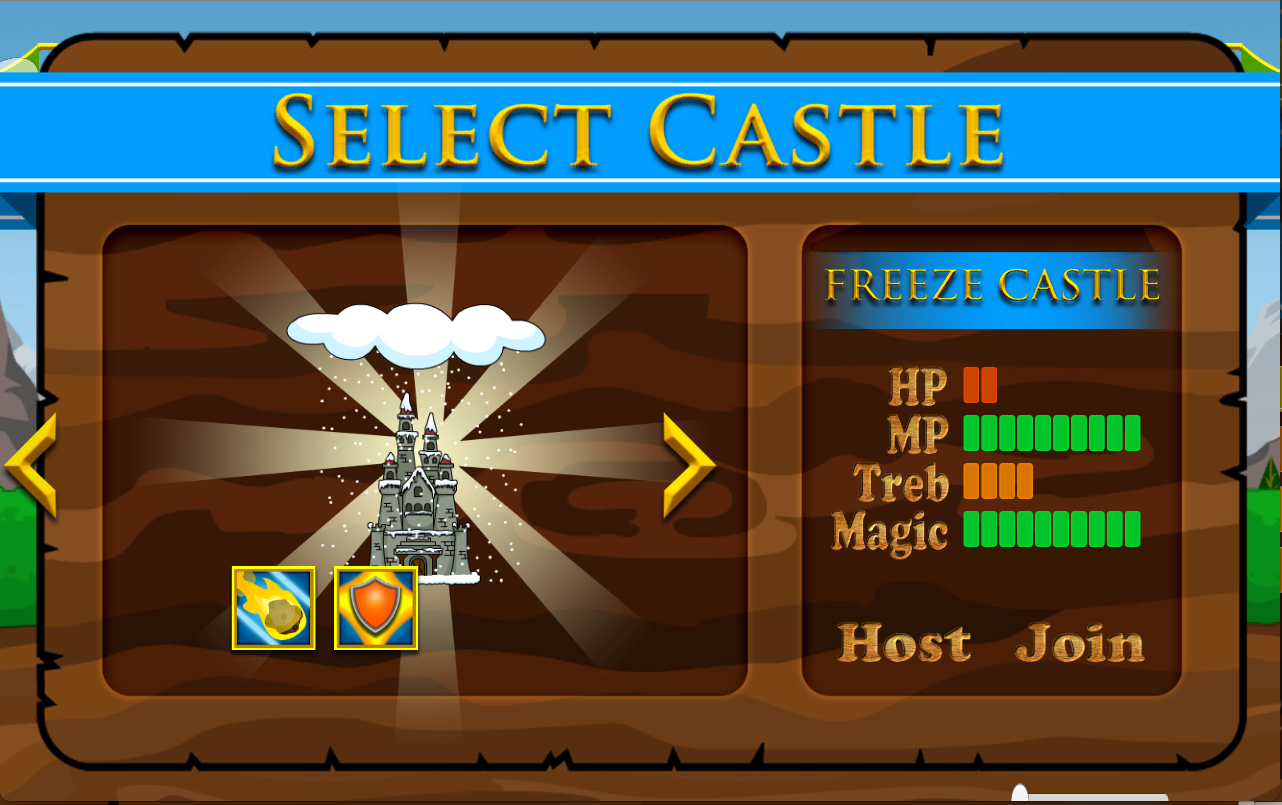 SELECT CASTLE
FREEZE CASTLE
HP
MP
Treb
Magic
Host Join